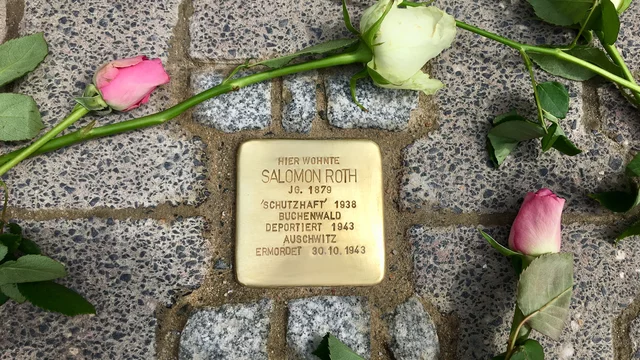 HIER WOHNTE
SALOMON ROTH
JG. 1879
'SCHUTZHAFT' 1938
BUCHENWALD
DEPORTIERT 1943
AUSCHWITZ
ERMORDET 30.10.1943